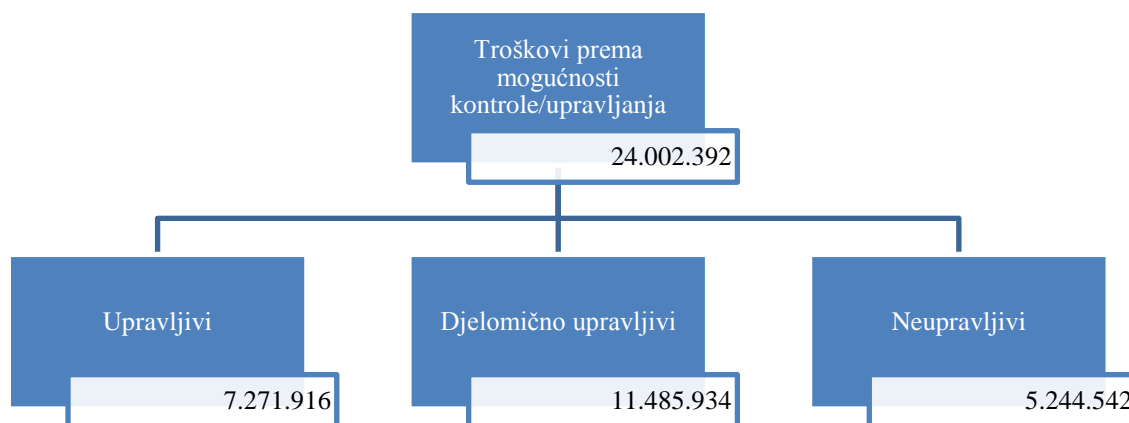 Troškovi prema
mogućnosti
kontrole/upravljanja
24.002.392
Upravljivi
7.271.916
Djelomično upravljivi
11.485.934
Neupravljivi
5.244.542